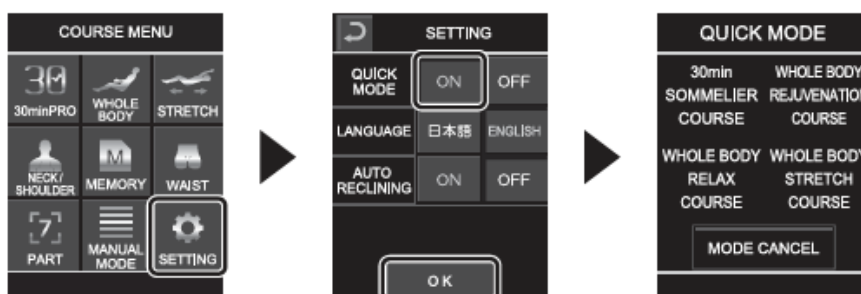 COURSE MENU
30
30minPRO
WHOLE
BODY
STRETCH
NECK/
SHOULDER
M
MEMORY
WAIST
7
PART
MANUAL
MODE
SETTING
SETTING
QUICK
MODE
ON
OFF
LANGUAGE
日本語
ENGLISH
AUTO
RECLINING
ON
OFF
OK
QUICK MODE
30min
SOMMELIER
COURSE
WHOLE BODY
REJUVENATION
COURSE
WHOLE BODY
RELAX
COURSE
WHOLE BODY
STRETCH
COURSE
MODE CANCEL